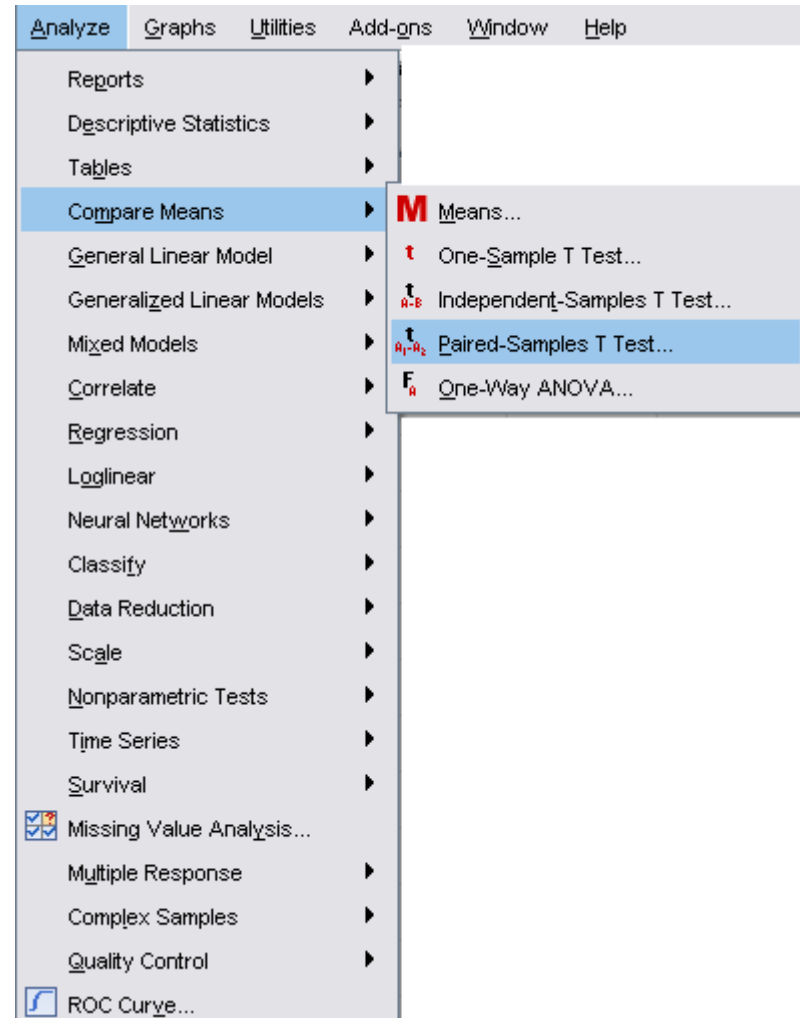 Analyze Graphs Utilities Add-ons Window Help
Reports
Descriptive Statistics
Tables
Compare Means
General Linear Model
Generalized Linear Models
Mixed Models
Correlate
Regression
Loglinear
Neural Networks
Classify
Data Reduction
Scale
Nonparametric Tests
Time Series
Survival
Missing Value Analysis...
Multiple Response
Complex Samples
Quality Control
ROC Curve...
M Means...
t One-Sample T Test...
t A-B Independent-Samples T Test...
t A1-A2 Paired-Samples T Test...
F A One-Way ANOVA...